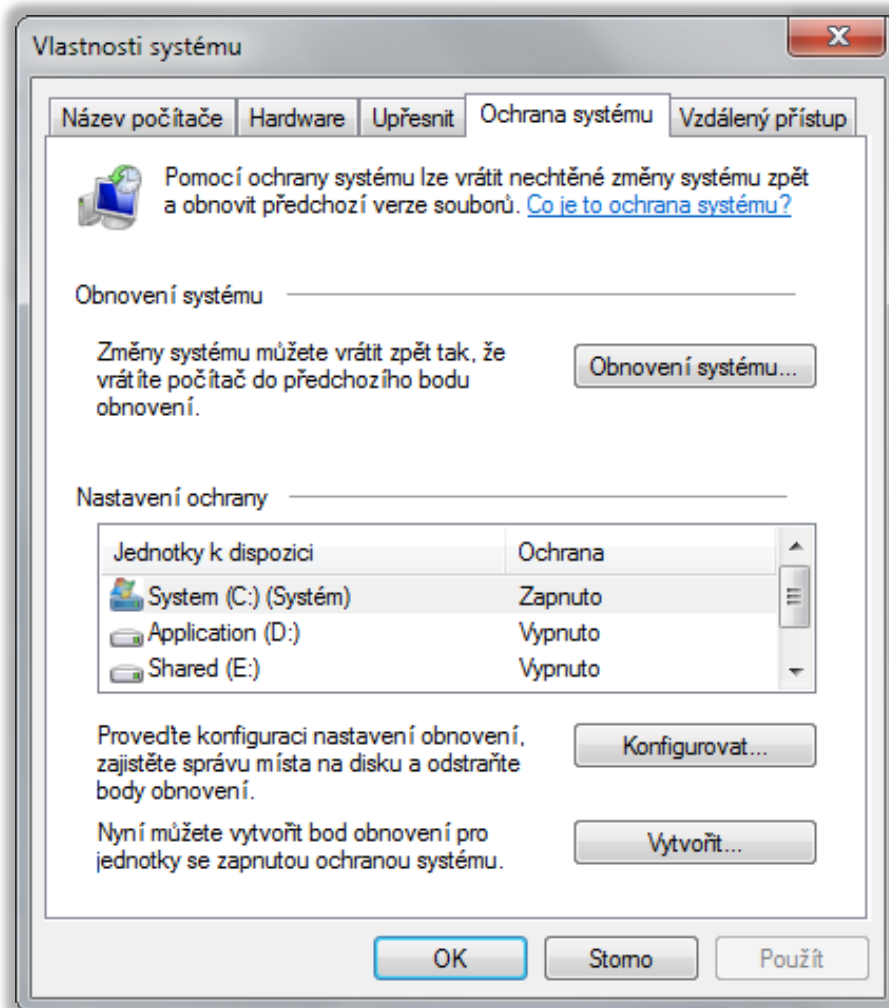 Vlastnosti systému
Název počítače Hardware Upřesnit Ochrana systému Vzdálený přístup
Pomocí ochrany systému lze vrátit nechtěné změny systému zpět
a obnovit předchozí verze souborů. Co je to ochrana systému?
Obnovení systému
Změny systému můžete vrátit zpět tak, že
vrátíte počítač do předchozího bodu
obnovení.
Obnovení systému...
Nastavení ochrany
Jednotky k dispozici Ochrana
System (C:) (Systém) Zapnuto
Application (D:) Vypnuto
Shared (E:) Vypnuto
Proveďte konfiguraci nastavení obnovení,
zajistěte správu místa na disku a odstraňte
body obnovení.
Konfigurovat...
Nyní můžete vytvořit bod obnovení pro
jednotky se zapnutou ochranou systému.
Vytvořit...
OK Storno Použít